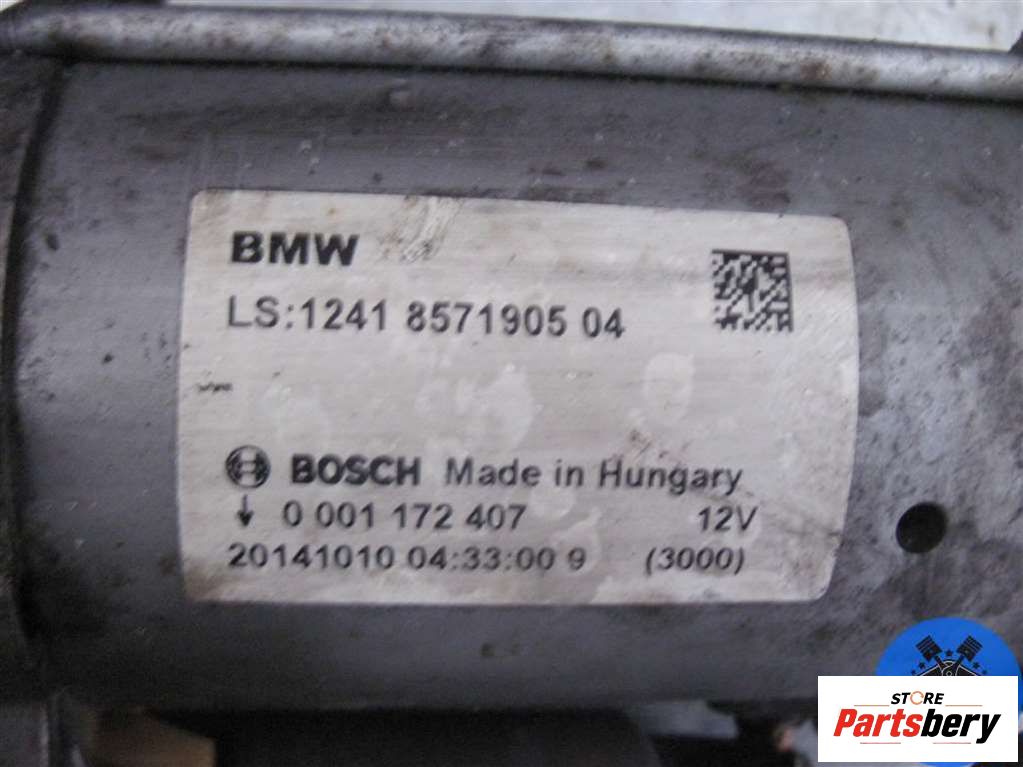 BMW
LS:1241 8571905 04
BOSCH Made in Hungary
0 001 172 407 12V
20141010 04:33:00 9 (3000)
STORE
Partsbery